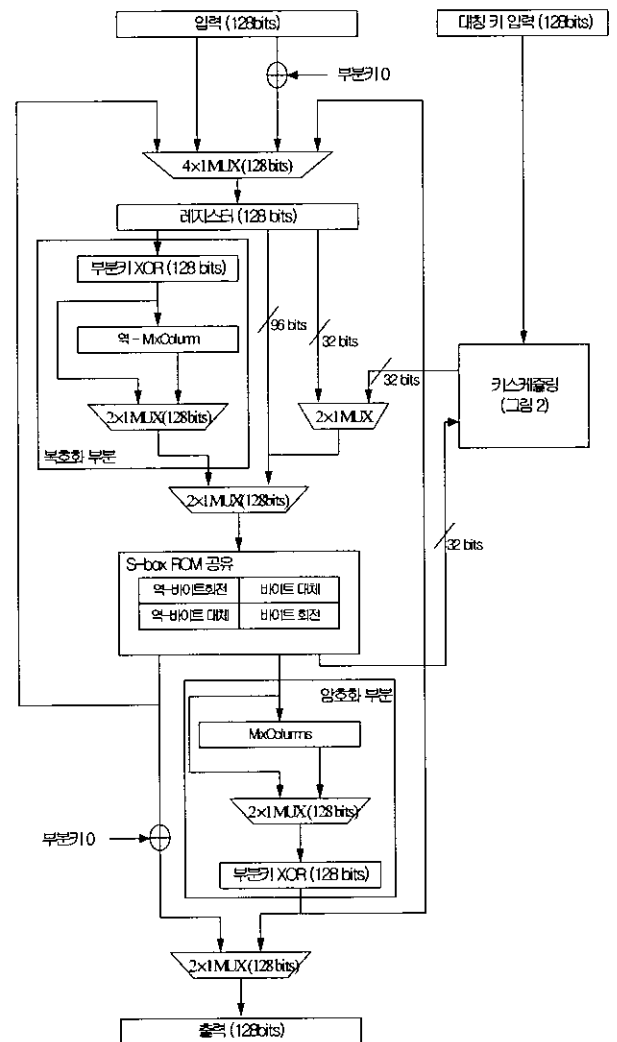 입력 (128bits)
대칭 키 입력 (128bits)
부분키 0
4×1MUX(128bits)
레지스터 (128 bits)
부분키 XOR (128 bits)
역 - MixColumn
96 bits
32 bits
32 bits
키스케줄링
(그림 2)
2×1MUX(128bits)
2×1MUX
복호화 부분
2×1MUX(128bits)
32 bits
S-box ROM 공유
역-바이트회전
바이트 대체
역-바이트 대체
바이트 회전
암호화 부분
MixColumns
2×1MUX(128bits)
부분키 0
부분키 XOR (128 bits)
2×1MUX(128bits)
출력 (128bits)